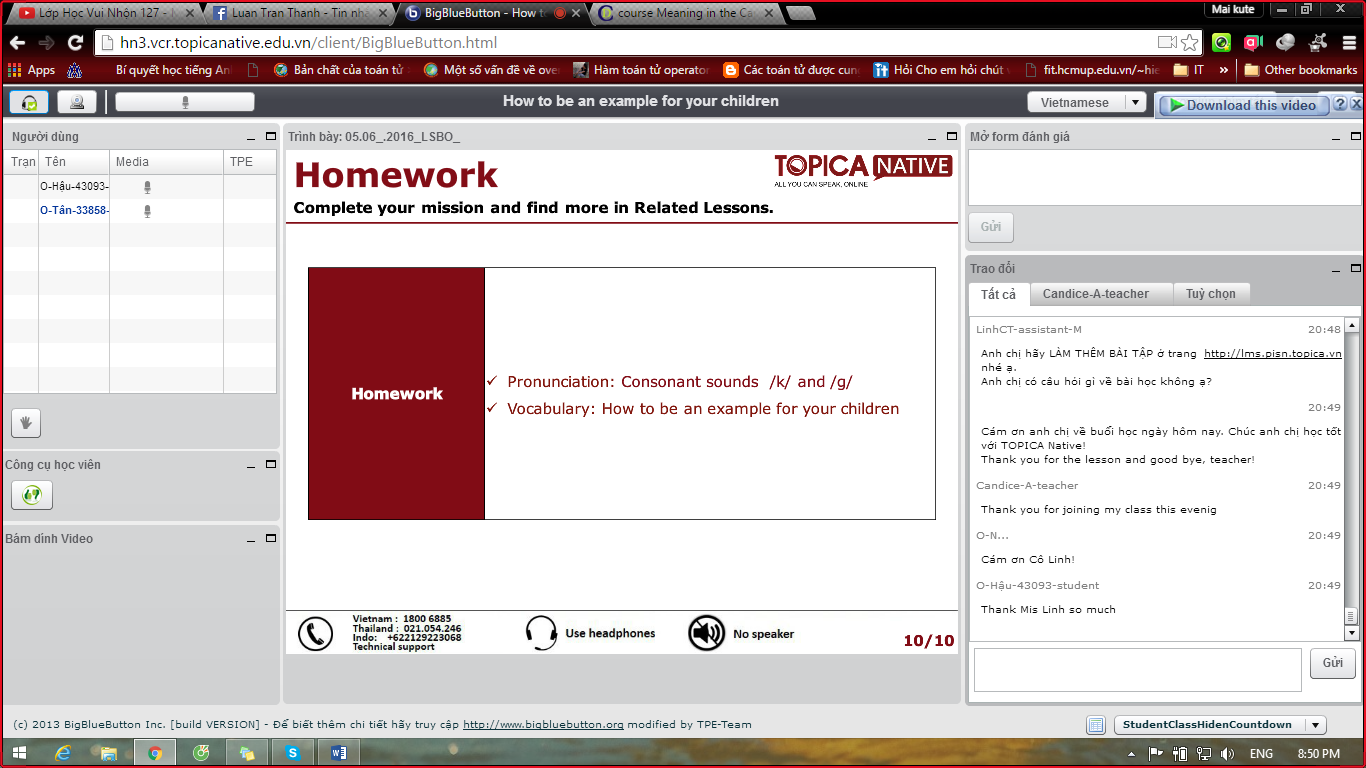 Lớp Học Vui Nhộn 127 -
Luan Tran Thanh - Tin nh
BigBlueButton - How t
course Meaning in the Ca
Mai kute
hn3.vcr.topicanative.edu.vn/client/BigBlueButton.html
Apps
Bí quyết học tiếng An
Bản chất của toán tử
Một số vấn đề về over
Hàm toán tử operator
Các toán tử được cung
Hỏi Cho em hỏi chút v
fit.hcmup.edu.vn/~hie
IT
»
Other bookmarks
How to be an example for your children
Vietnamese
Download this video
Người dùng
Trạn Tên Media TPE
O-Hậu-43093-
O-Tân-33858-
Công cụ học viên
Bám dính Video
Trình bày: 05.06_.2016_LSBO_
Homework
TOPICA NATIVE
ALL YOU CAN SPEAK, ONLINE
Complete your mission and find more in Related Lessons.
Homework
✓ Pronunciation: Consonant sounds /k/ and /g/
✓ Vocabulary: How to be an example for your children
Vietnam : 1800 6885
Thailand : 021.054.246
Indo: +622129223068
Technical support
Use headphones
No speaker
10/10
Mở form đánh giá
Gửi
Trao đổi
Tất cả Candice-A-teacher Tuỳ chọn
LinhCT-assistant-M 20:48
Anh chị hãy LÀM THÊM BÀI TẬP ở trang http://lms.pisn.topica.vn
nhé ạ.
Anh chị có câu hỏi gì về bài học không ạ?
20:49
Cám ơn anh chị về buổi học ngày hôm nay. Chúc anh chị học tốt
với TOPICA Native!
Thank you for the lesson and good bye, teacher!
Candice-A-teacher 20:49
Thank you for joining my class this evenig
O-N... 20:49
Cám ơn Cô Linh!
O-Hậu-43093-student 20:49
Thank Mis Linh so much
Gửi
(c) 2013 BigBlueButton Inc. [build VERSION] - Để biết thêm chi tiết hãy truy cập http://www.bigbluebutton.org modified by TPE-Team
StudentClassHidenCountdown
ENG
8:50 PM